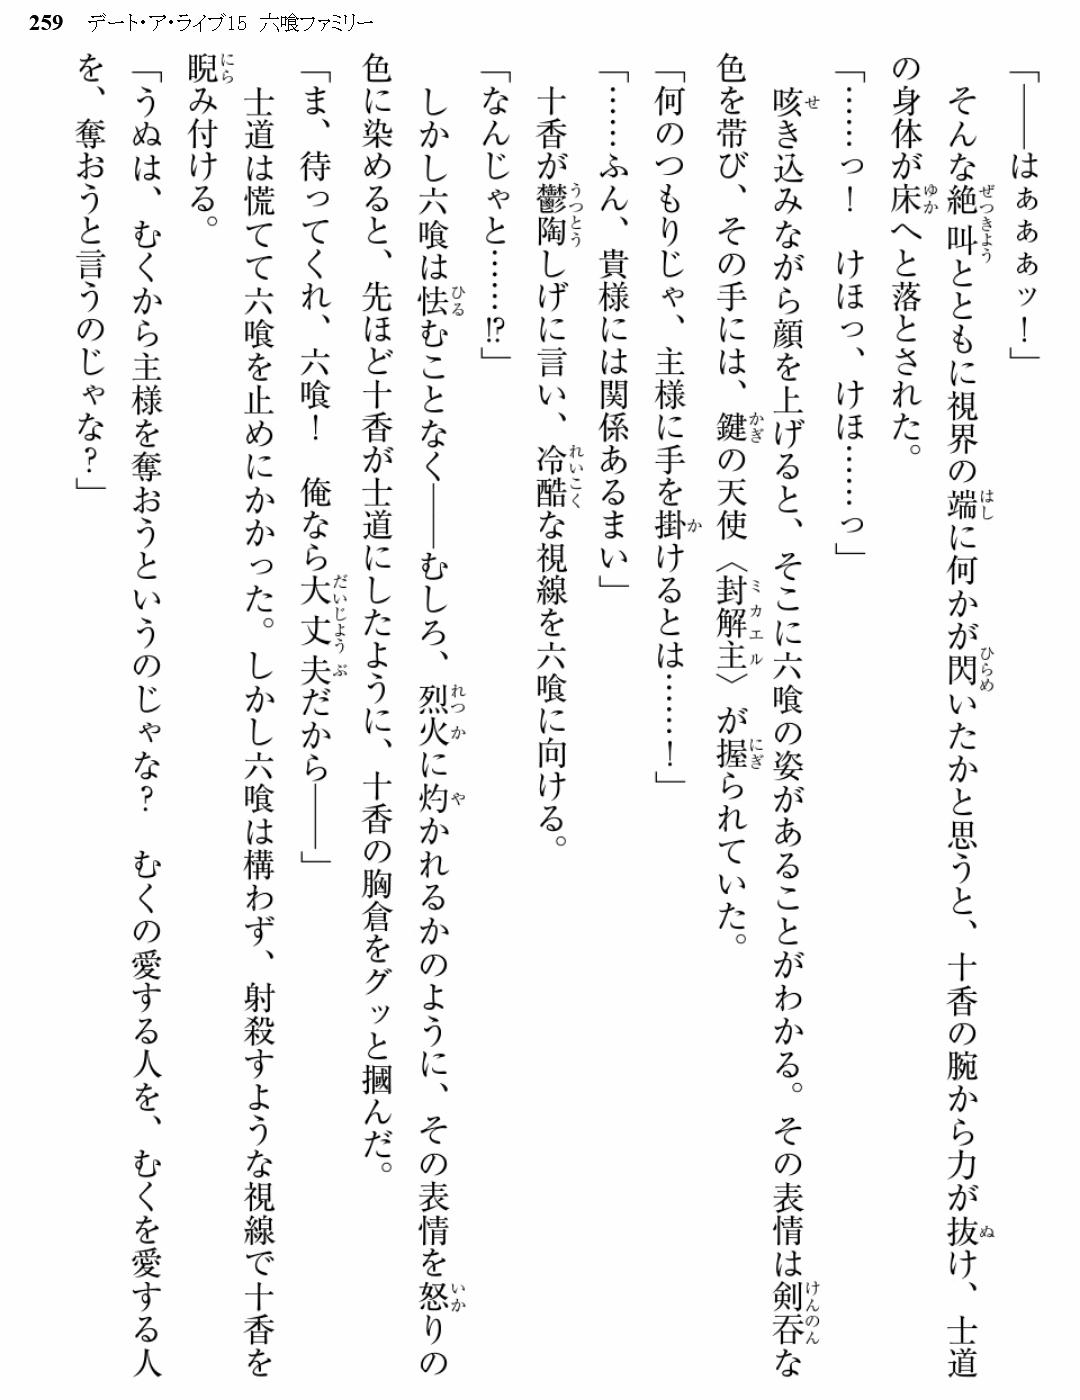 259 デート・ア・ライブ15 六喰ファミリー
「――はぁぁぁッ！」
　そんな絶叫とともに視界の端に何かが閃いたかと思うと、十香の腕から力が抜け、士道
の身体が床へと落とされた。
「……っ！　けほっ、けほ……っ」
　咳き込みながら顔を上げると、そこに六喰の姿があることがわかる。その表情は剣呑な
色を帯び、その手には、鍵の天使〈封解主〉が握られていた。
「何のつもりじゃ、主様に手を掛けるとは……！」
「……ふん、貴様には関係あるまい」
　十香が鬱陶しげに言い、冷酷な視線を六喰に向ける。
「なんじゃと……!?」
　しかし六喰は怯むことなく――むしろ、烈火に灼かれるかのように、その表情を怒りの
色に染めると、先ほど十香が士道にしたように、十香の胸倉をグッと摑んだ。
「ま、待ってくれ、六喰！　俺なら大丈夫だから――」
　士道は慌てて六喰を止めにかかった。しかし六喰は構わず、射殺すような視線で十香を
睨み付ける。
「うぬは、むくから主様を奪おうというのじゃな？　むくの愛する人を、むくを愛する人
を、奪おうと言うのじゃな？」